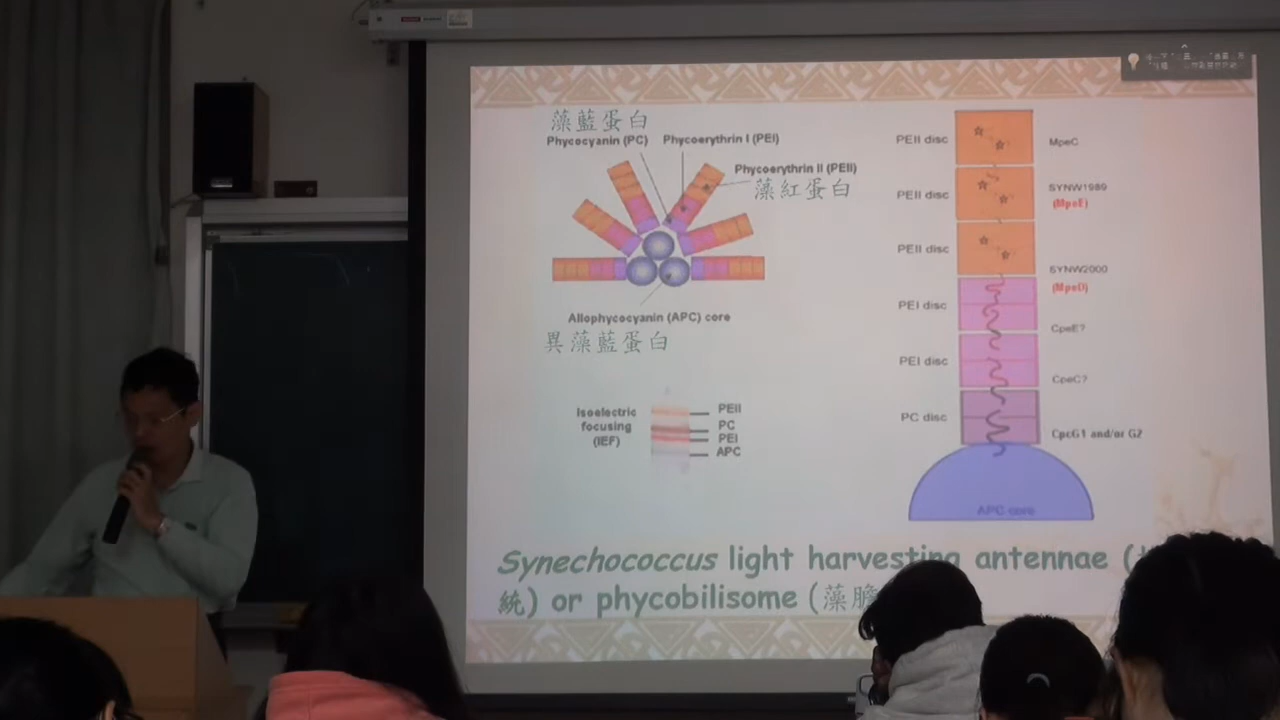 藻藍蛋白
Phycocyanin (PC)
Phycoerythrin I (PEI)
Phycoerythrin II (PEII)
藻紅蛋白
Allophycocyanin (APC) core
異藻藍蛋白
Isoelectric
focusing
(IEF)
PEII
PC
PEI
APC
PEII disc
MpeC
PEII disc
SYNW1989
(MpeE)
PEII disc
SYNW2000
(MpeD)
PEI disc
CpeE?
PEI disc
CpeC?
PC disc
CpcG1 and/or G2
APC core
Synechococcus light harvesting antennae (
統) or phycobilisome (藻膽